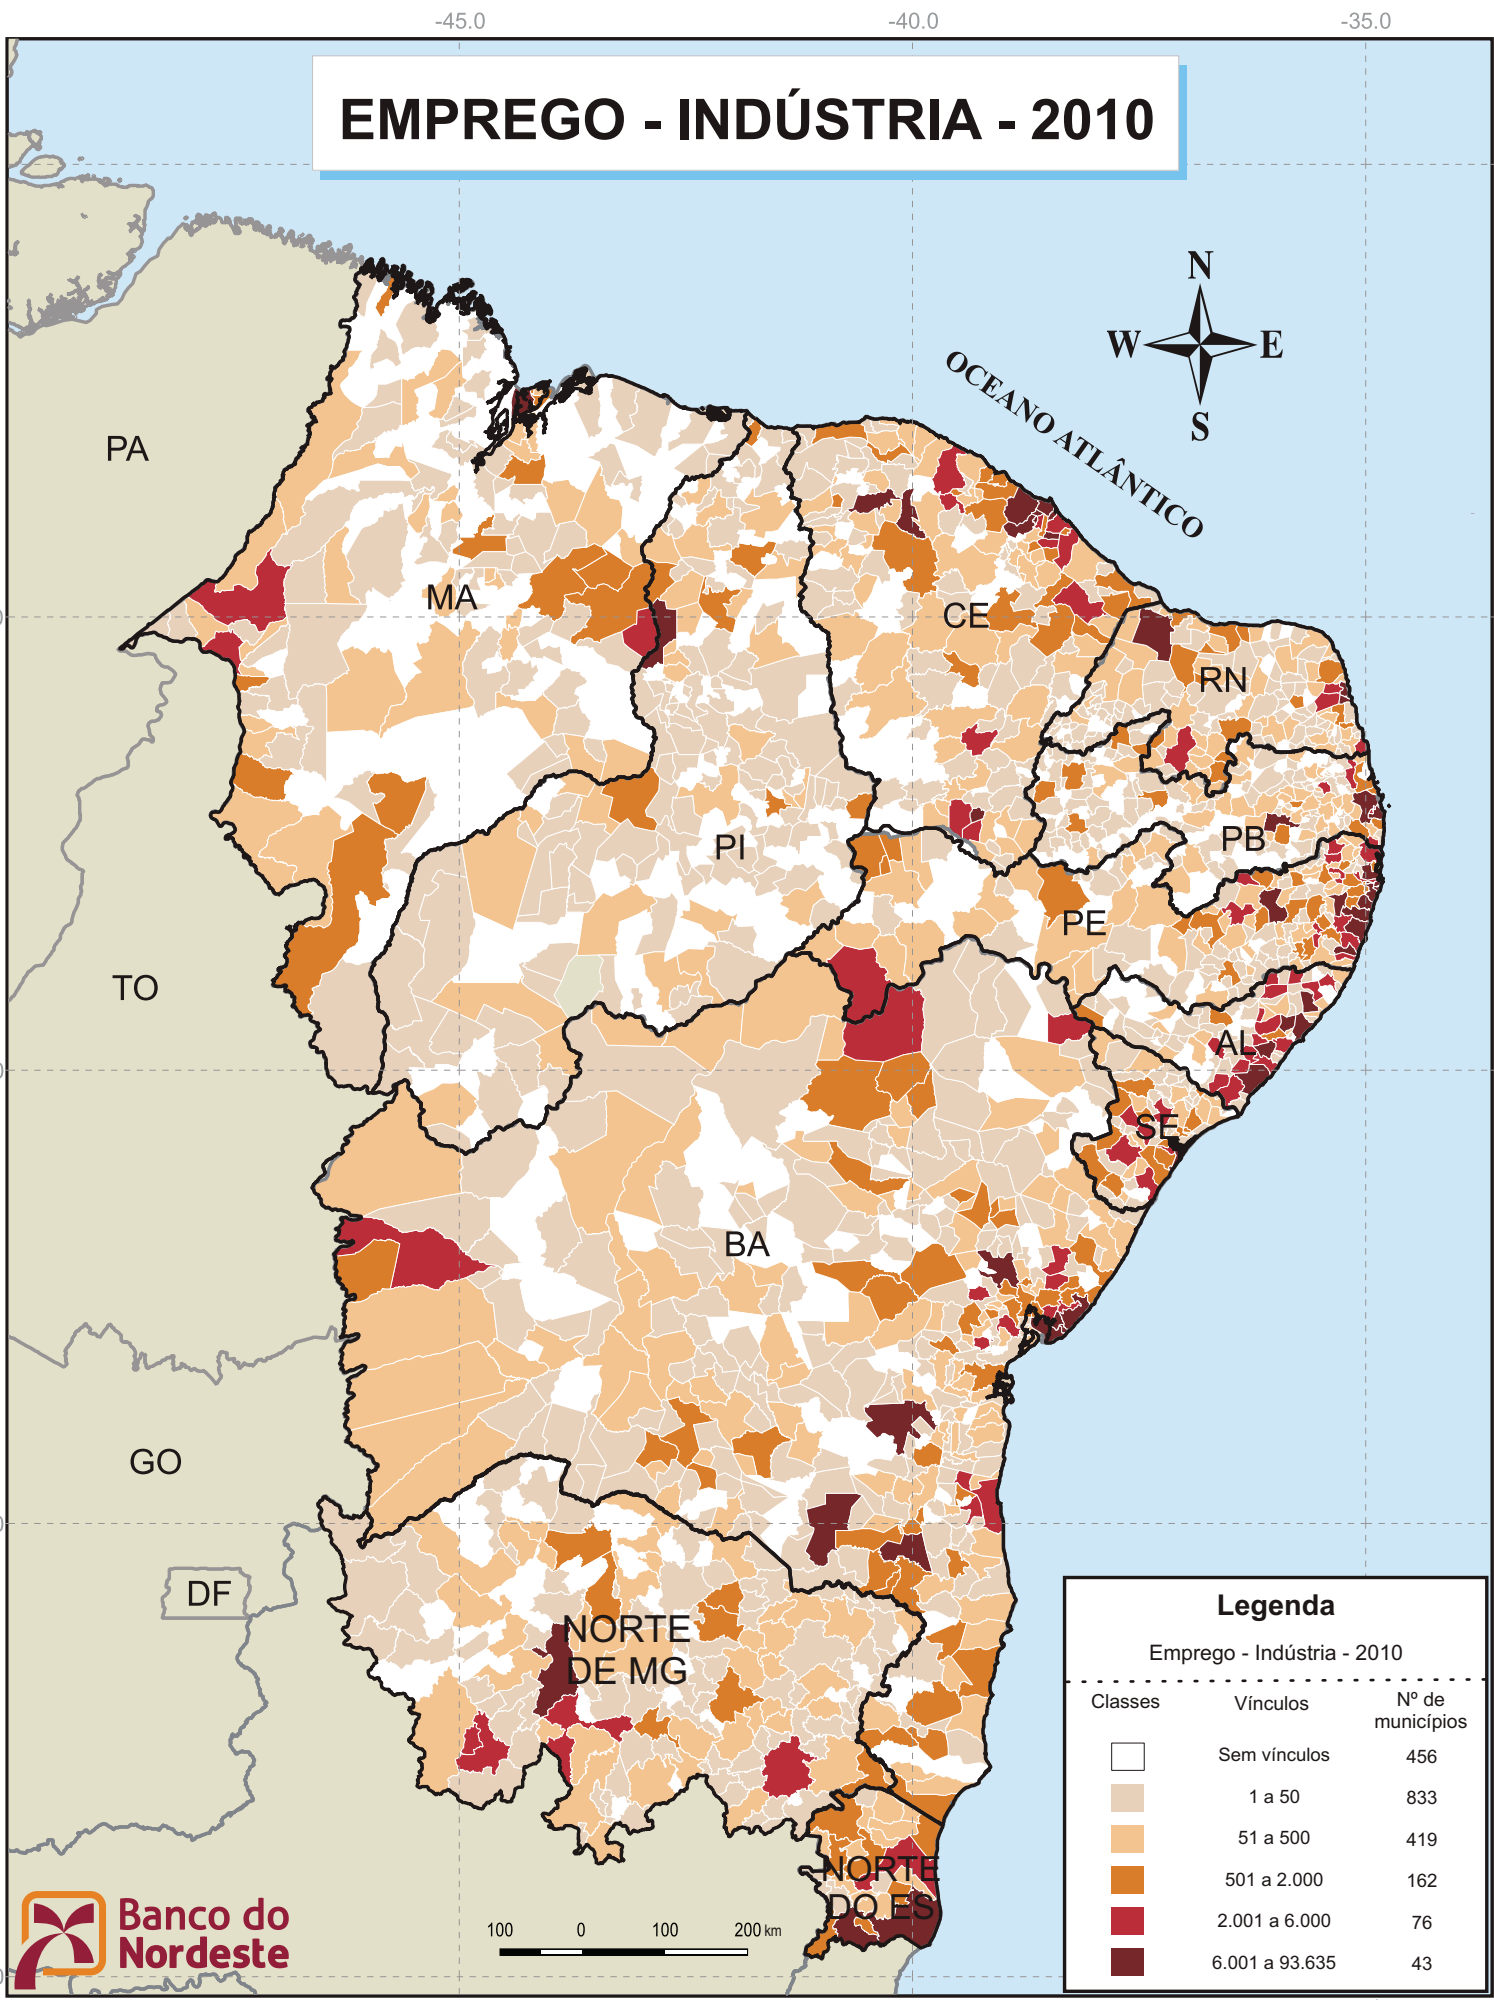 -45.0
-40.0
-35.0
EMPREGO - INDÚSTRIA - 2010
N
W
E
S
OCEANO ATLÂNTICO
PA
MA
CE
RN
PI
PB
PE
TO
AL
SE
BA
GO
DF
NORTE
DE MG
NORTE
DO ES
Legenda
Emprego - Indústria - 2010
Classes
Vínculos
Nº de
municípios
Sem vínculos
456
1 a 50
833
51 a 500
419
501 a 2.000
162
2.001 a 6.000
76
6.001 a 93.635
43
Banco do
Nordeste
100
0
100
200 km